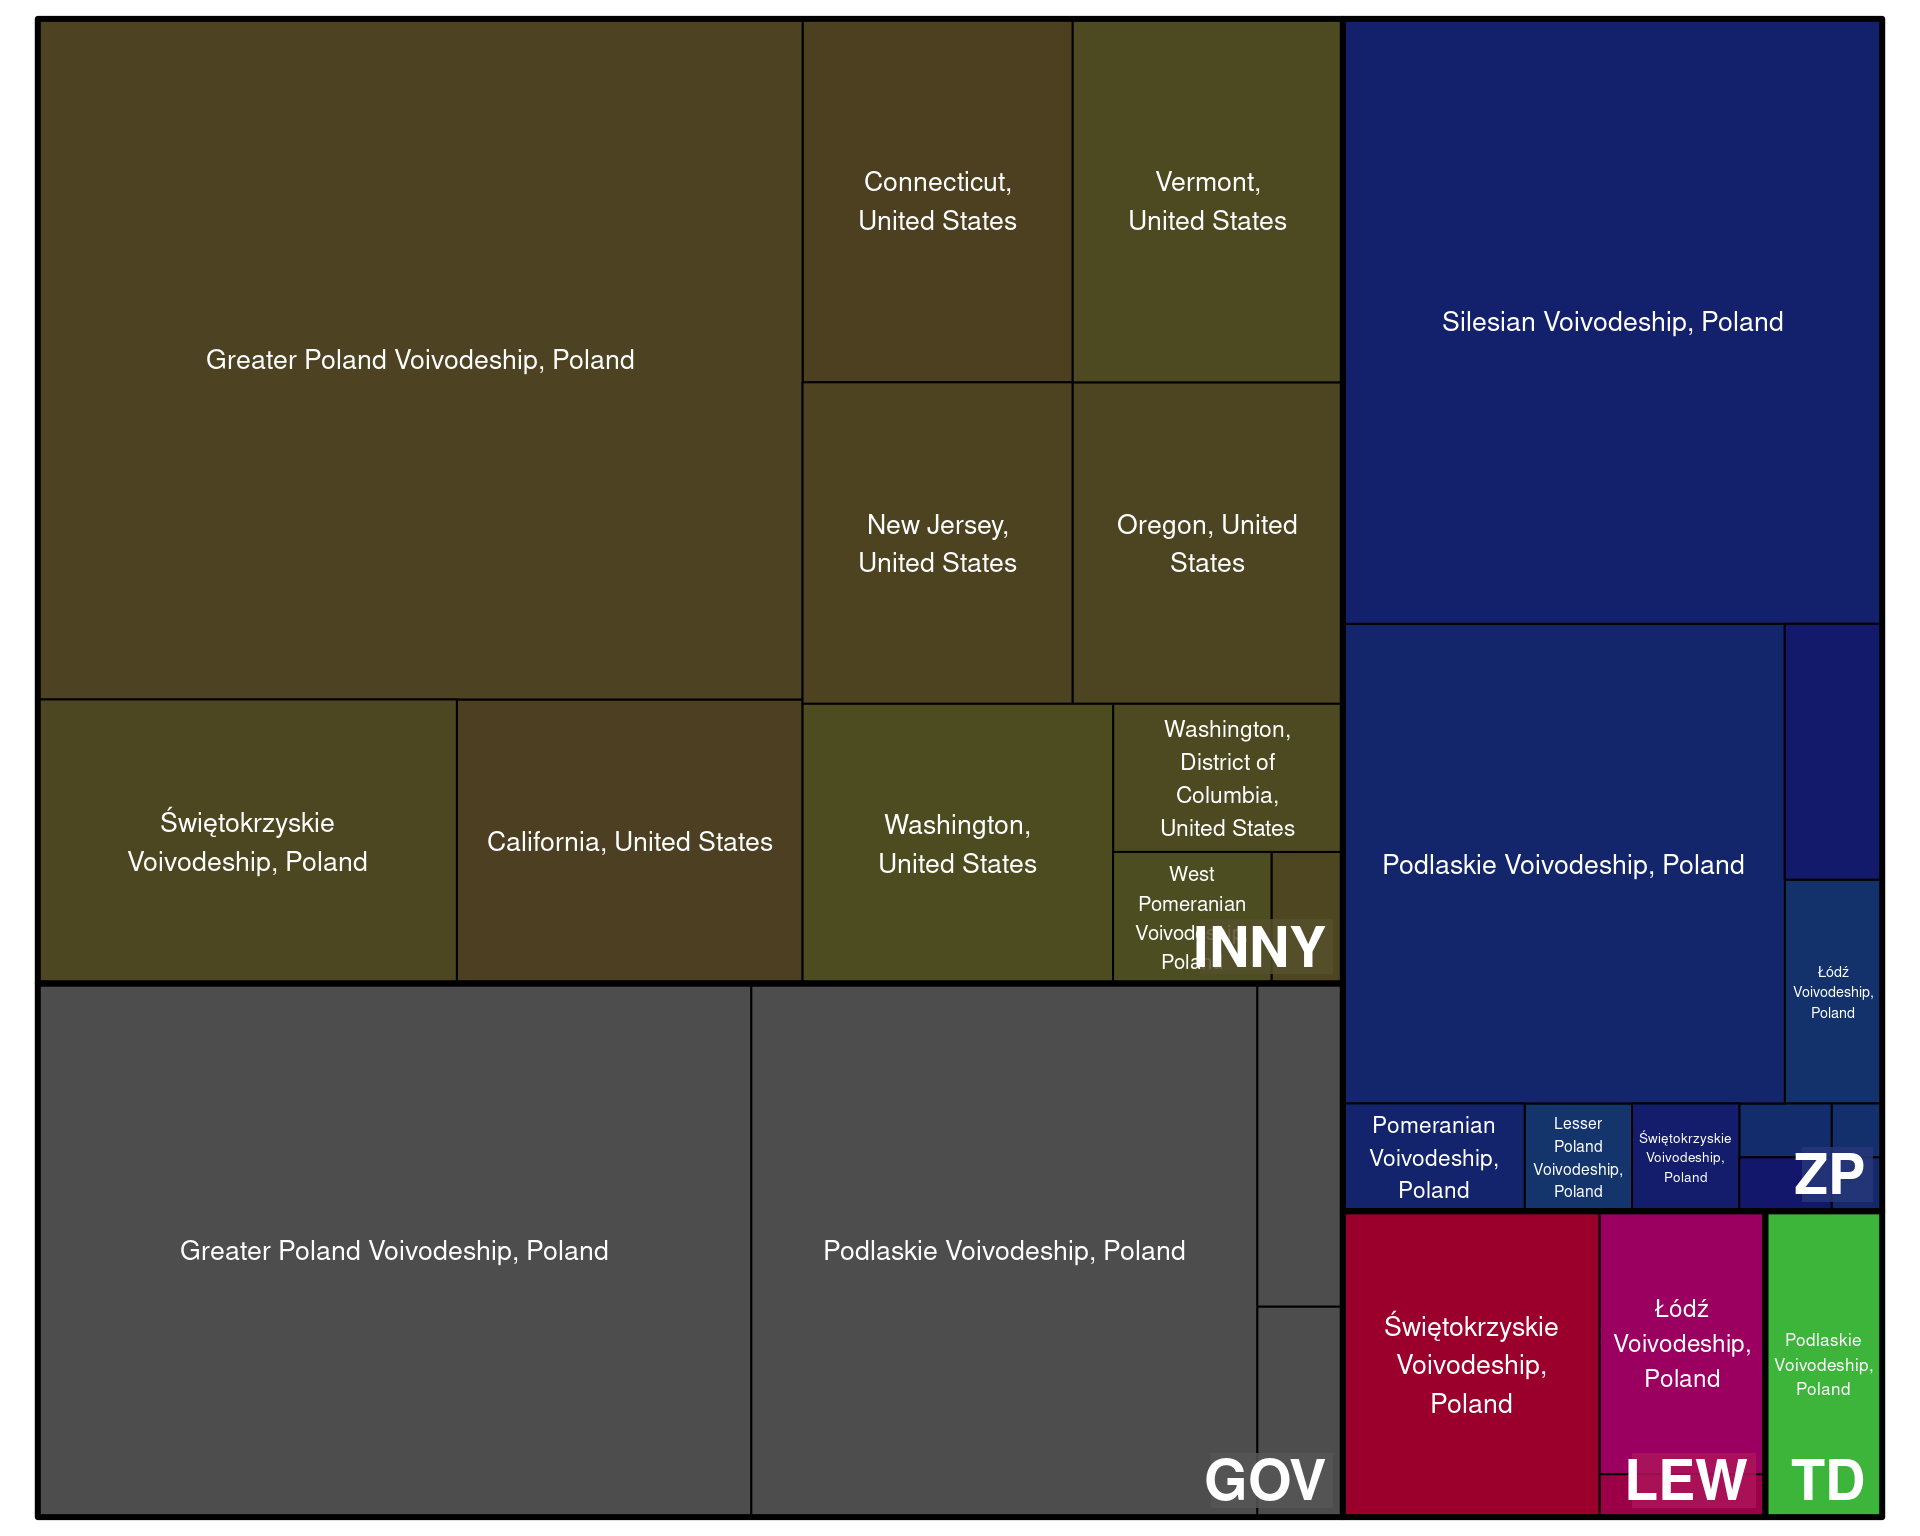 Greater Poland Voivodeship, Poland
Connecticut,
United States
Vermont,
United States
New Jersey,
United States
Oregon, United
States
Świętokrzyskie
Voivodeship, Poland
California, United States
Washington,
United States
Washington,
District of
Columbia,
United States
West
Pomeranian
INNY
Greater Poland Voivodeship, Poland
Podlaskie Voivodeship, Poland
GOV
Silesian Voivodeship, Poland
Podlaskie Voivodeship, Poland
Łódź
Voivodeship,
Poland
Pomeranian
Voivodeship,
Poland
Lesser
Poland
Voivodeship,
Poland
Świętokrzyskie
Voivodeship,
Poland
ZP
Świętokrzyskie
Voivodeship,
Poland
Łódź
Voivodeship,
Poland
LEW
Podlaskie
Voivodeship,
Poland
TD